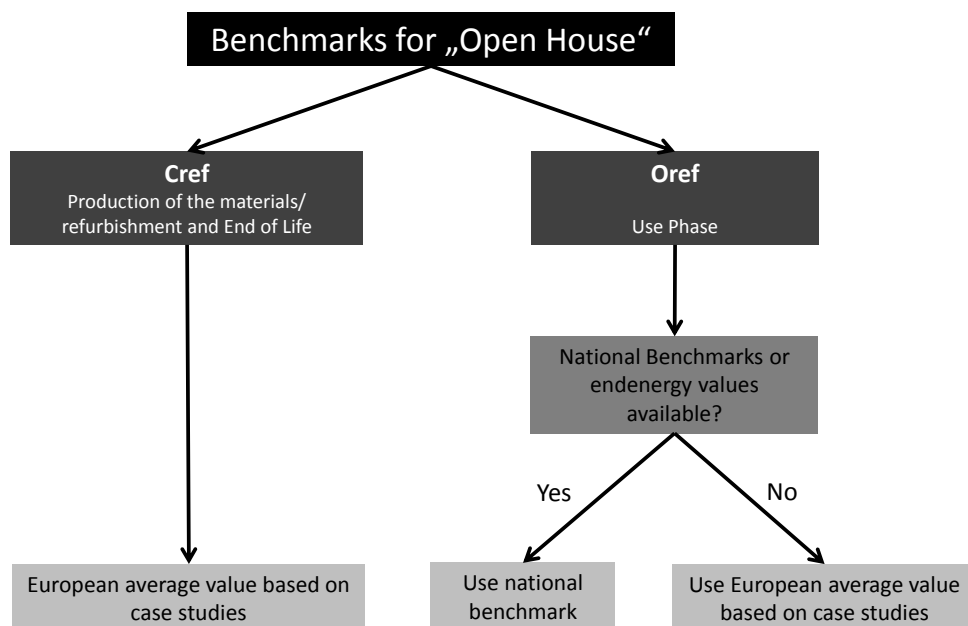 Benchmarks for „Open House“
Cref
Production of the materials/
refurbishment and End of Life
Oref
Use Phase
National Benchmarks or
endenergy values
available?
Yes
No
European average value based on
case studies
Use national
benchmark
Use European average value
based on case studies